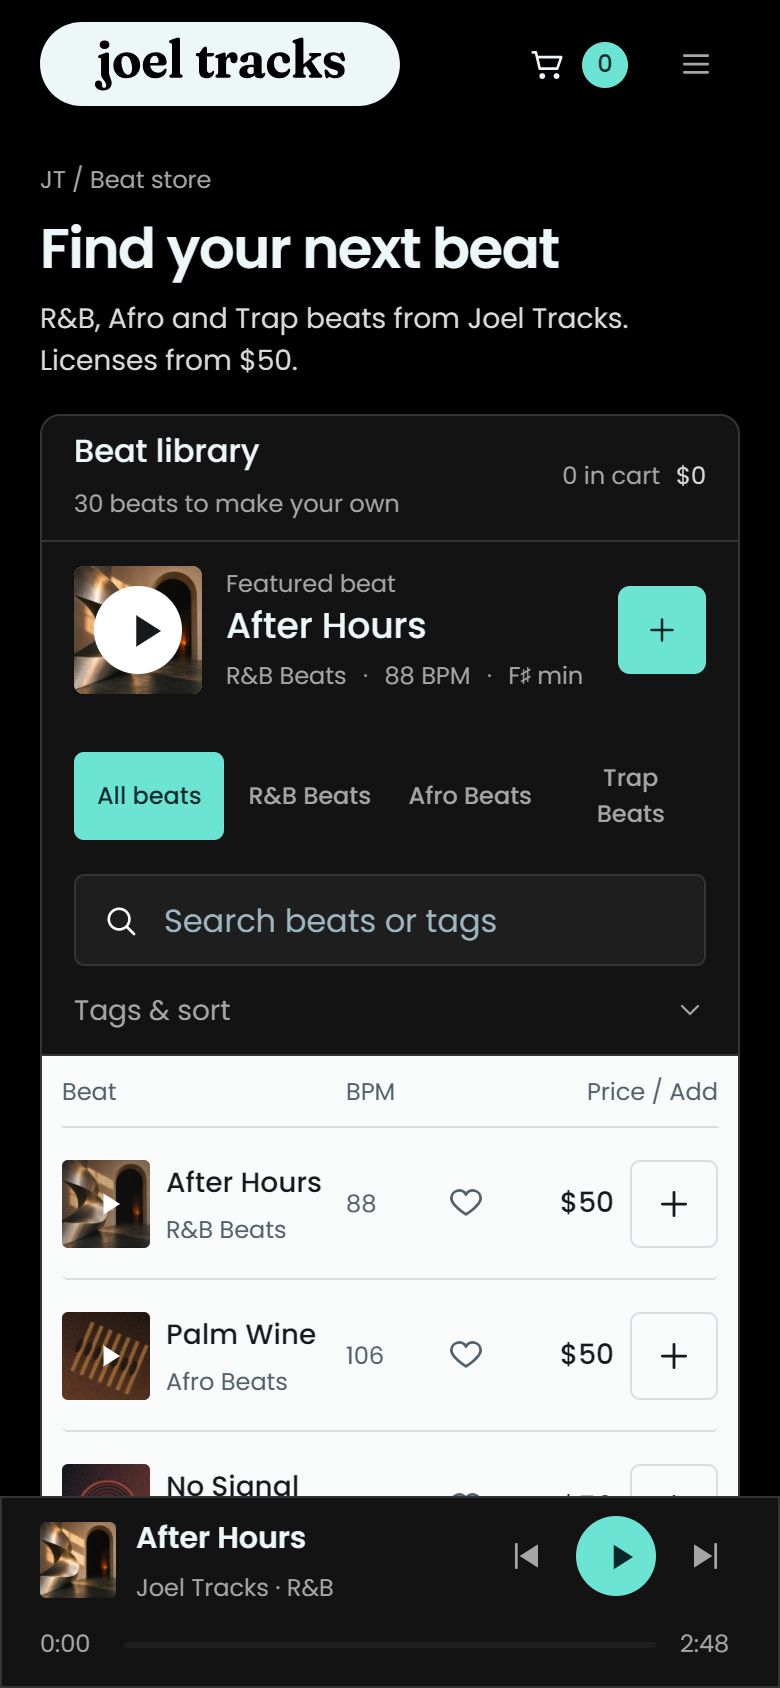 joel tracks
0
JT / Beat store
Find your next beat
R&B, Afro and Trap beats from Joel Tracks.
Licenses from $50.
Beat library
30 beats to make your own
0 in cart $0
Featured beat
After Hours
R&B Beats · 88 BPM · F♯ min
All beats
R&B Beats
Afro Beats
Trap
Beats
Search beats or tags
Tags & sort
Beat BPM Price / Add
After Hours
R&B Beats
88
$50
Palm Wine
Afro Beats
106
$50
No Signal
After Hours
Joel Tracks · R&B
0:00
2:48